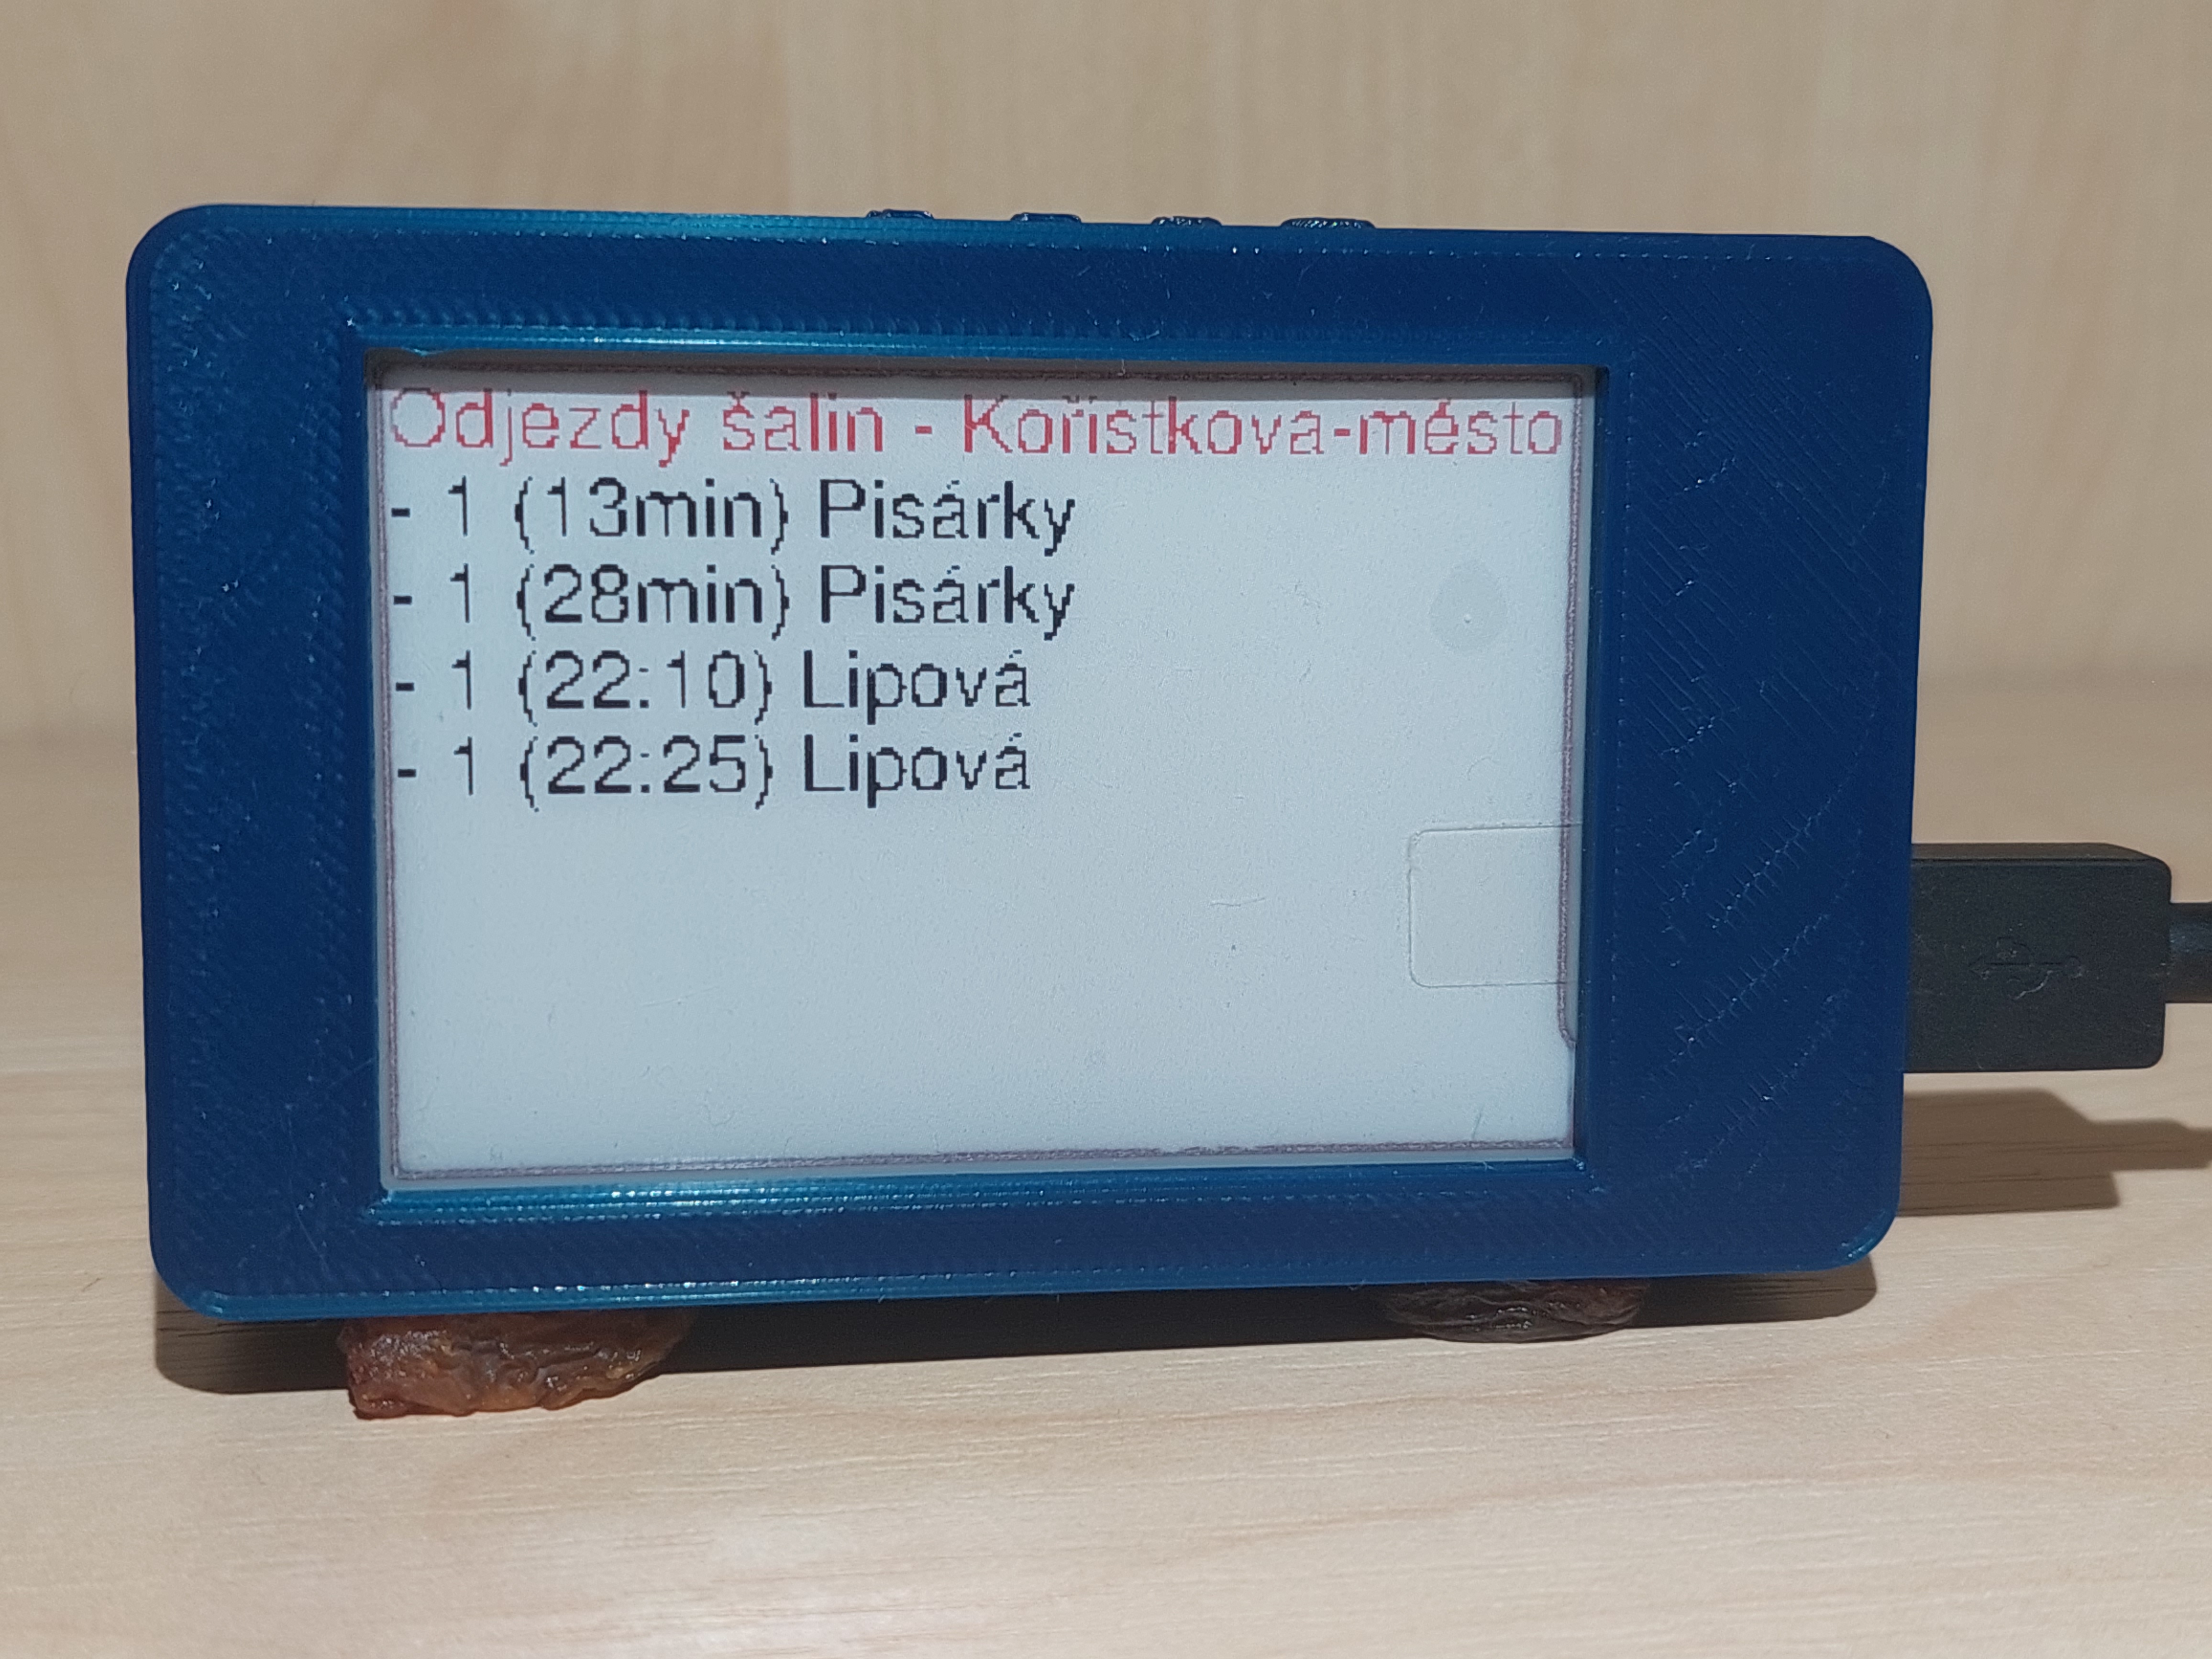 Odjezdy šalin - Kořistkova-město
- 1 (13min) Pisárky
- 1 (28min) Pisárky
- 1 (22:10) Lipová
- 1 (22:25) Lipová